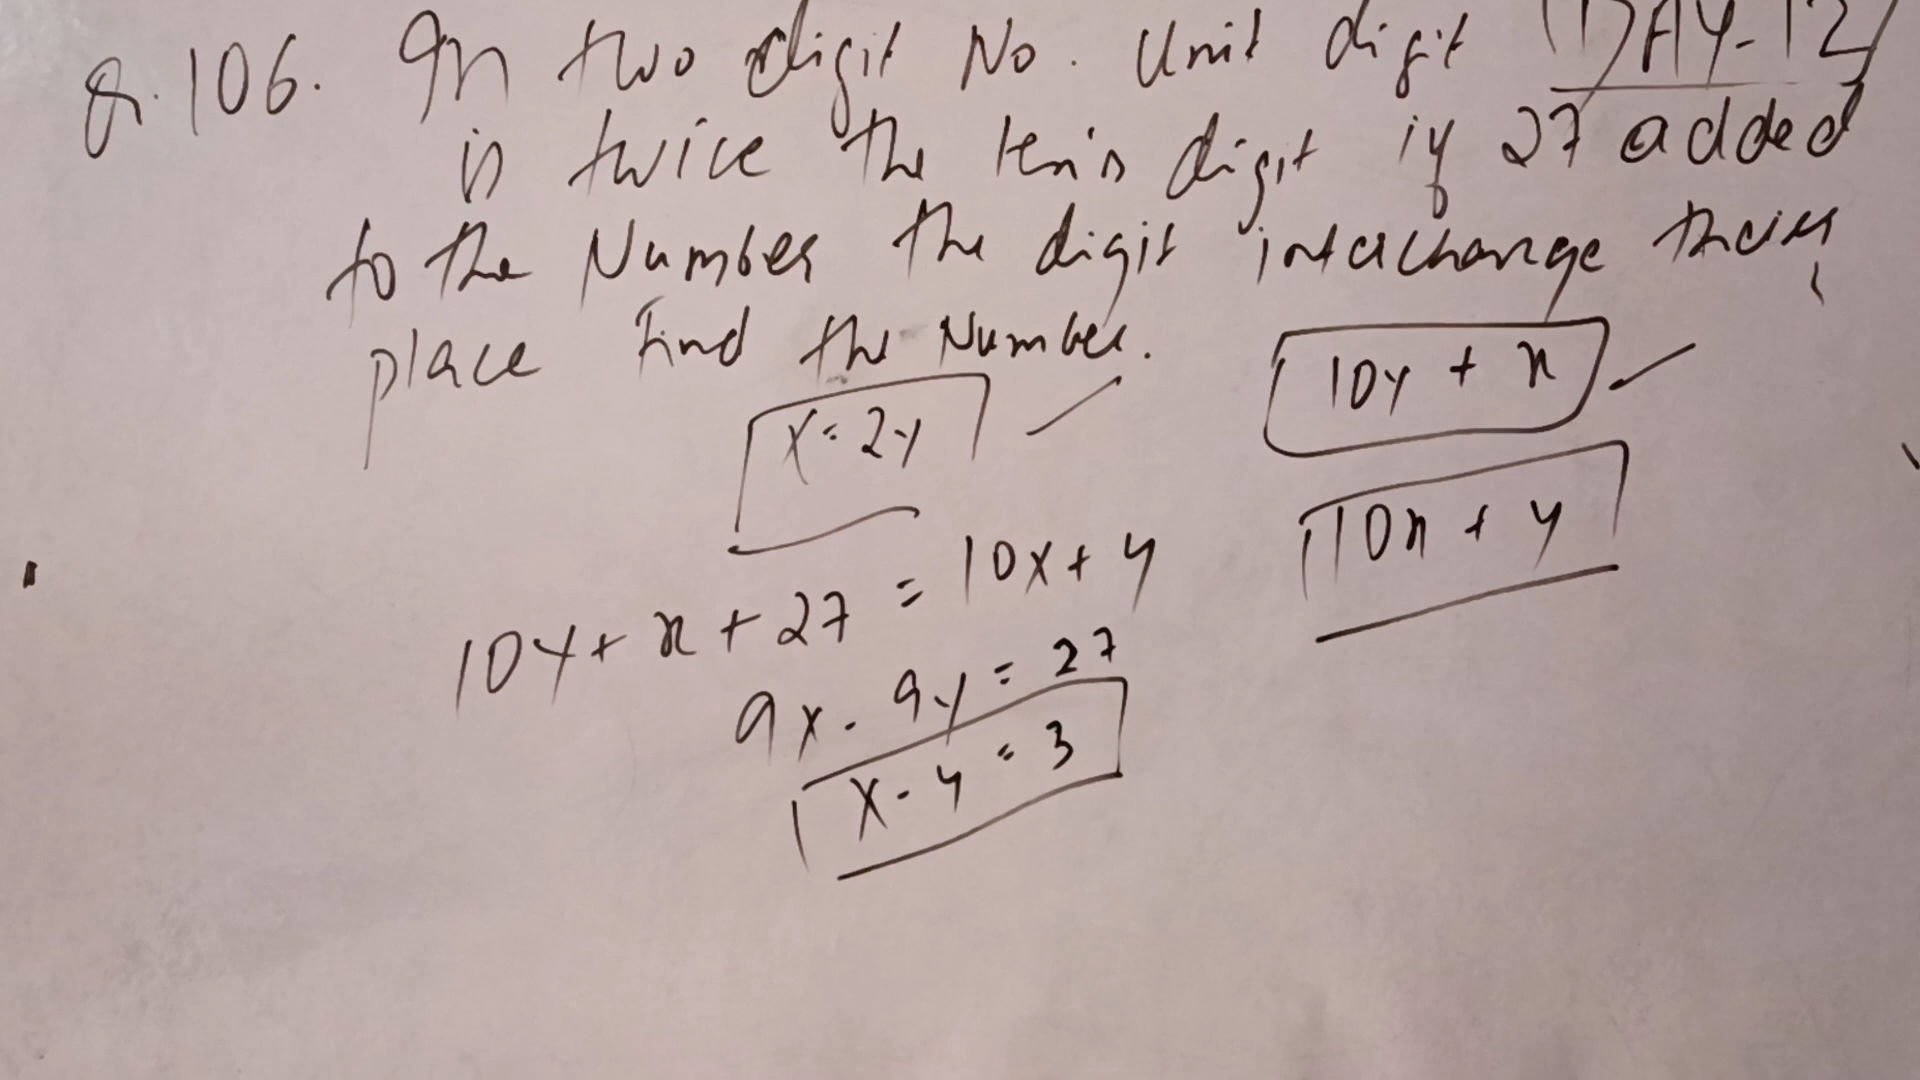 Q.106. In two digit No. Unit digit (DAY-12)
is twice the ten's digit if 27 added
to the Number the digit interchange their
place Find the Number.
x = 2y
10y + x
10x + y
10y + x + 27 = 10x + y
9x - 9y = 27
x - y = 3